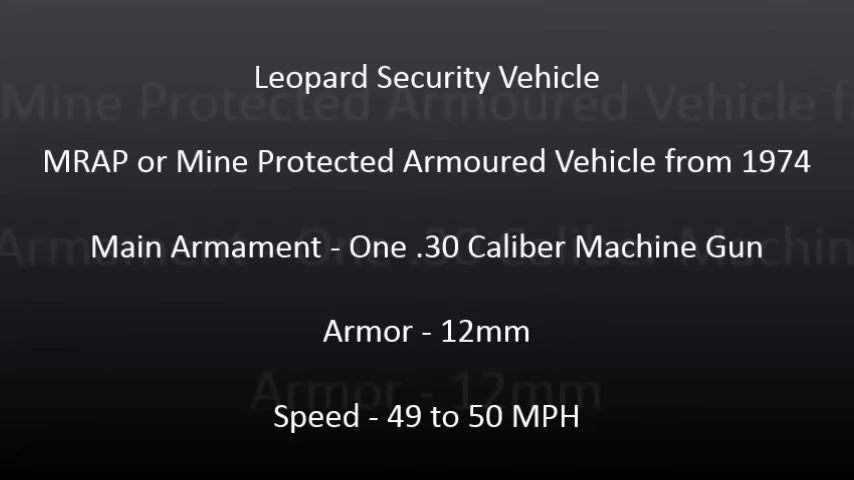 Leopard Security Vehicle
MRAP or Mine Protected Armoured Vehicle from 1974
Main Armament - One .30 Caliber Machine Gun
Armor - 12mm
Speed - 49 to 50 MPH